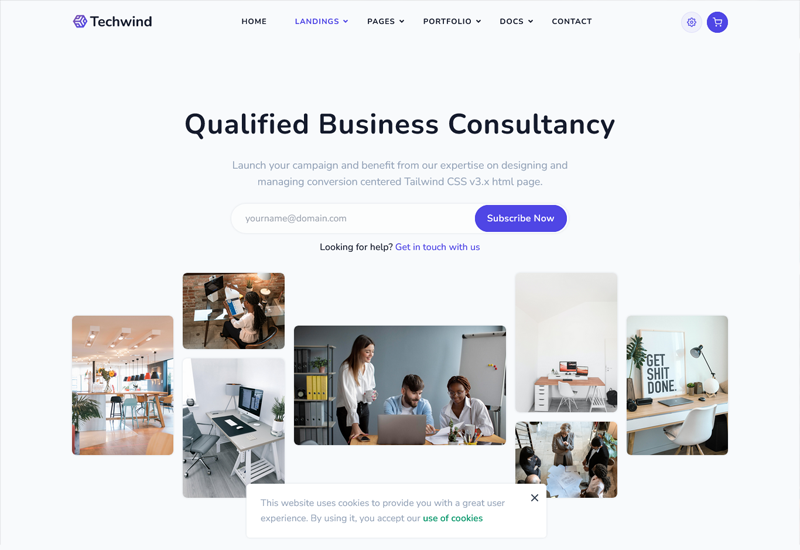 Techwind
HOME LANDINGS PAGES PORTFOLIO DOCS CONTACT
Qualified Business Consultancy
Launch your campaign and benefit from our expertise on designing and
managing conversion centered Tailwind CSS v3.x html page.
yourname@domain.com Subscribe Now
Looking for help? Get in touch with us
GET
SHIT
DONE.
This website uses cookies to provide you with a great user
experience. By using it, you accept our use of cookies